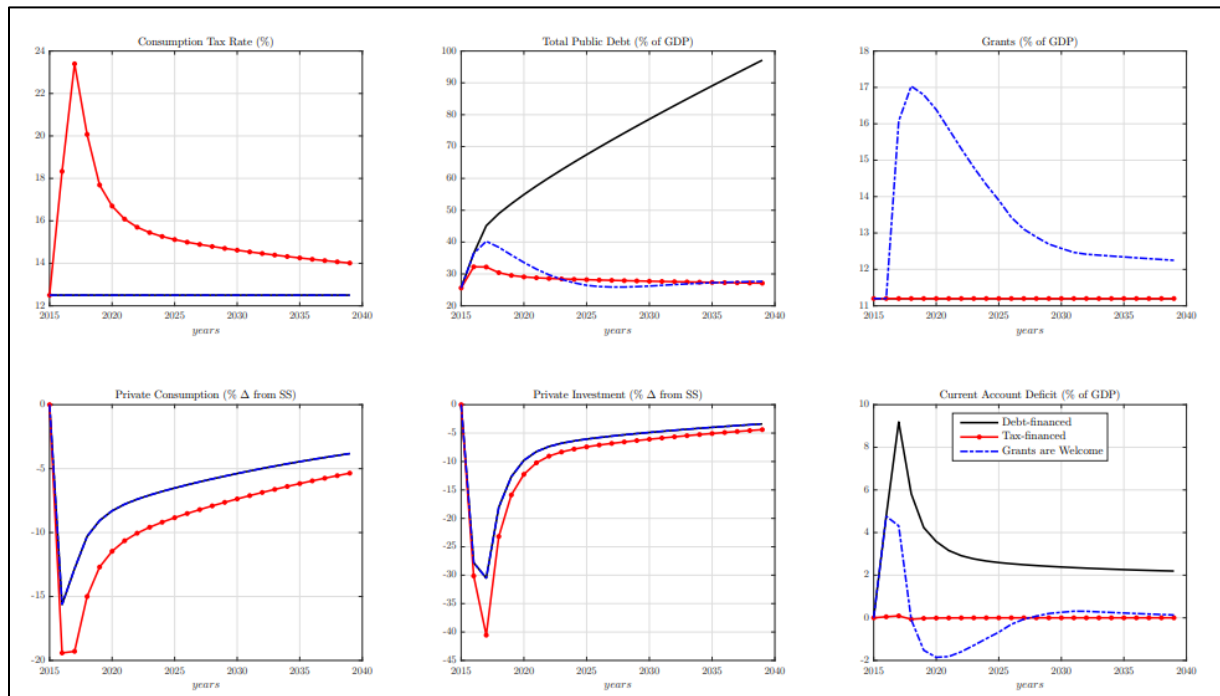 Consumption Tax Rate (%)
24
22
20
18
16
14
12
2015 2020 2025 2030 2035 2040
years
Total Public Debt (% of GDP)
100
90
80
70
60
50
40
30
20
2015 2020 2025 2030 2035 2040
years
Grants (% of GDP)
18
17
16
15
14
13
12
11
2015 2020 2025 2030 2035 2040
years
Private Consumption (% Δ from SS)
0
-5
-10
-15
-20
2015 2020 2025 2030 2035 2040
years
Private Investment (% Δ from SS)
0
-5
-10
-15
-20
-25
-30
-35
-40
-45
2015 2020 2025 2030 2035 2040
years
Current Account Deficit (% of GDP)
10
8
6
4
2
0
-2
Debt-financed
Tax-financed
Grants are Welcome
2015 2020 2025 2030 2035 2040
years